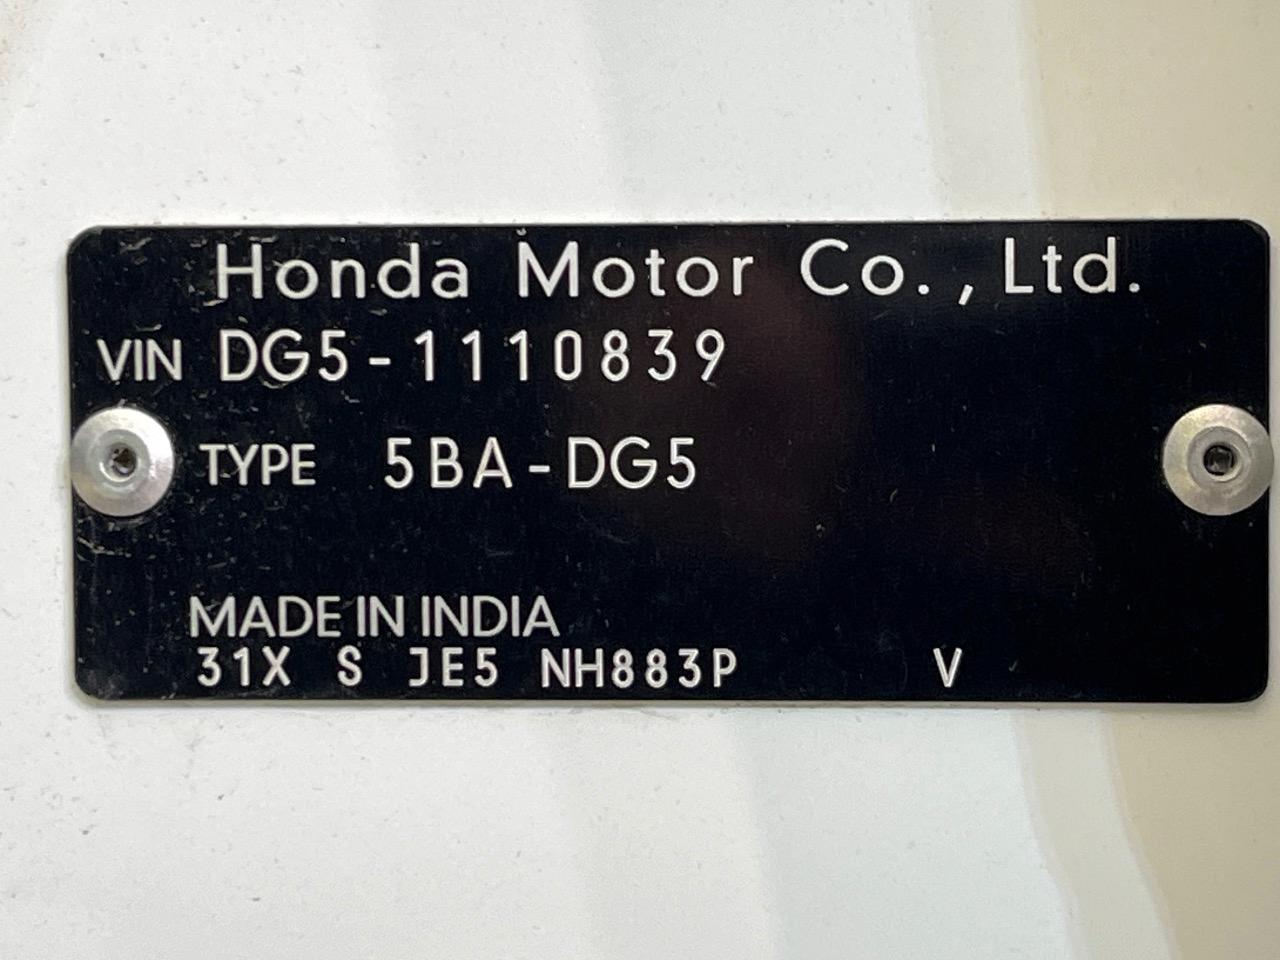 Honda Motor Co., Ltd.
VIN DG5-1110839
TYPE 5BA-DG5
MADE IN INDIA
31X S JE5 NH883P V